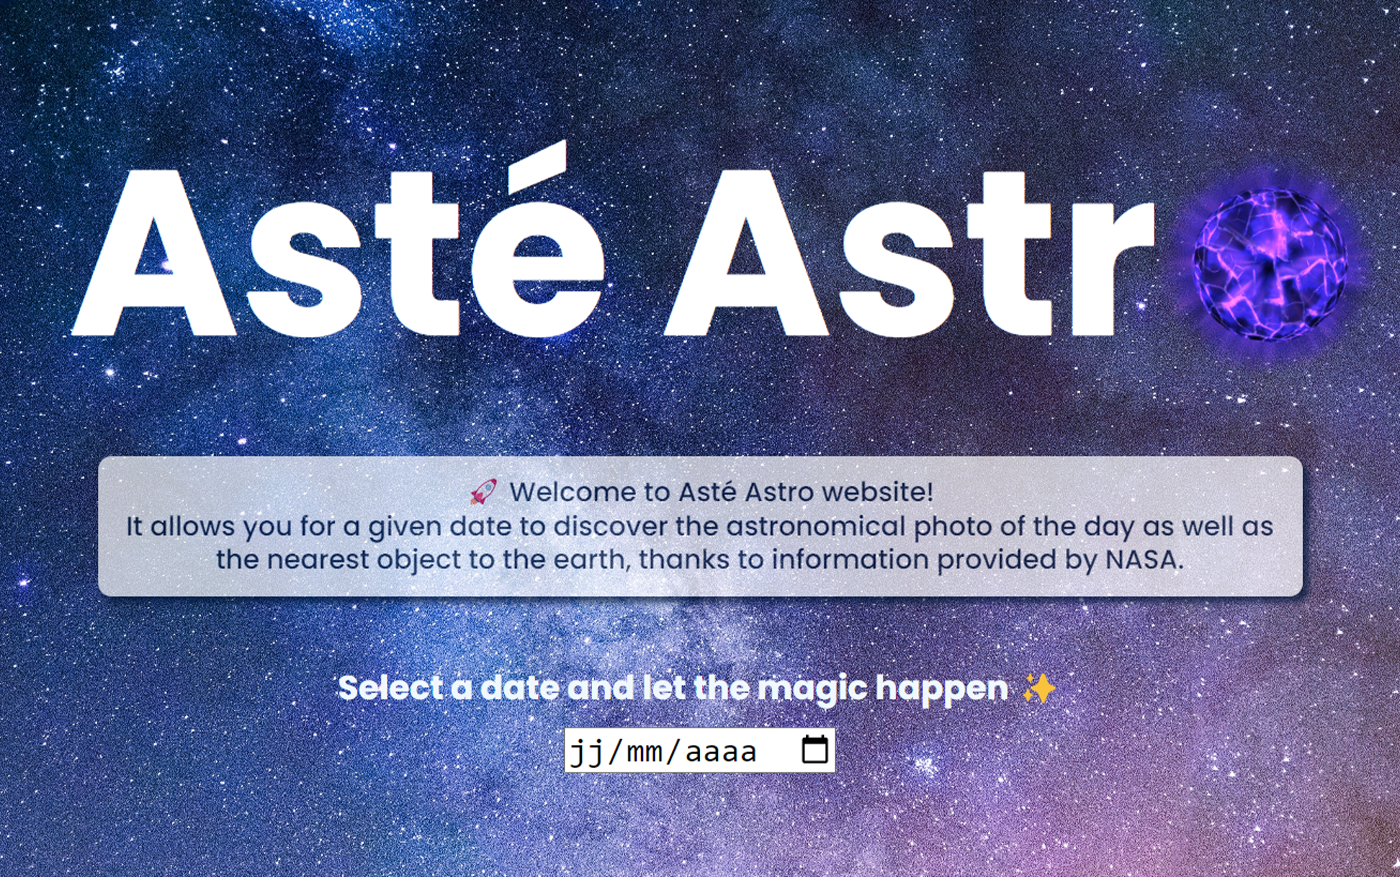 Asté Astr
🚀 Welcome to Asté Astro website!
It allows you for a given date to discover the astronomical photo of the day as well as
the nearest object to the earth, thanks to information provided by NASA.
Select a date and let the magic happen ✨
jj/mm/aaaa